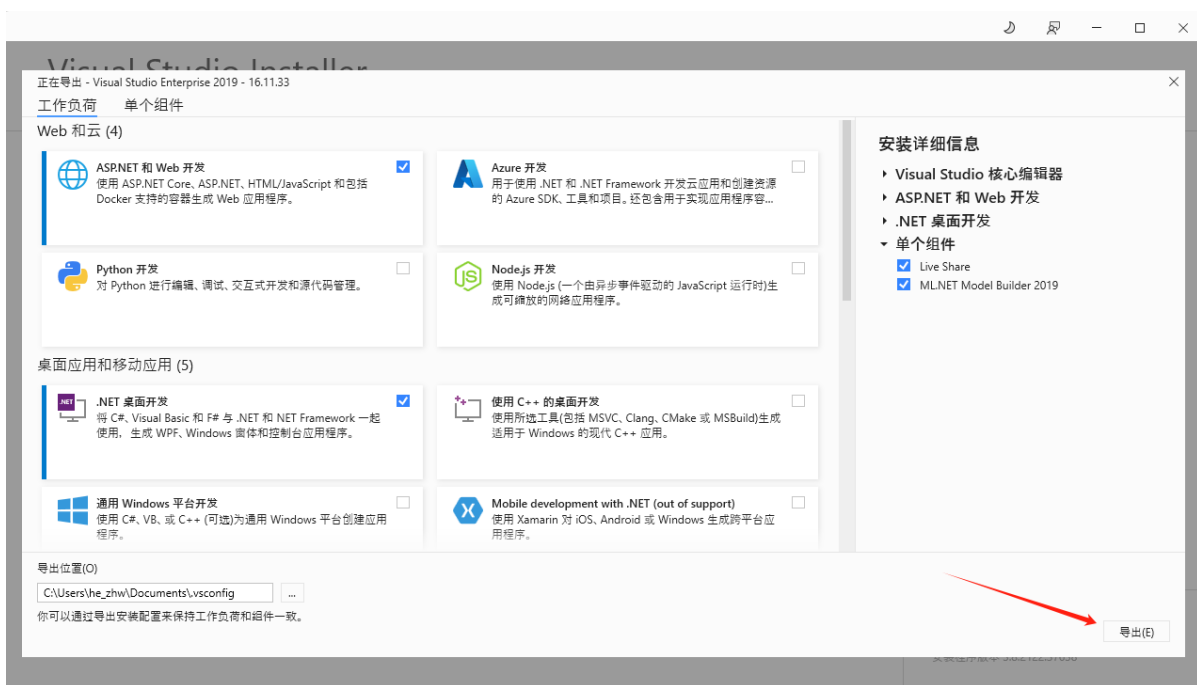 Visual Studio Installer
正在导出 - Visual Studio Enterprise 2019 - 16.11.33
工作负荷 单个组件
Web 和云 (4)
ASP.NET 和 Web 开发
使用 ASP.NET Core、ASP.NET、HTML/JavaScript 和包括
Docker 支持的容器生成 Web 应用程序。
Azure 开发
用于使用 .NET 和 .NET Framework 开发云应用和创建资源
的 Azure SDK、工具和项目。还包含用于实现应用程序容...
Python 开发
对 Python 进行编辑、调试、交互式开发和源代码管理。
Node.js 开发
使用 Node.js (一个由异步事件驱动的 JavaScript 运行时)生
成可缩放的网络应用程序。
桌面应用和移动应用 (5)
.NET 桌面开发
将 C#、Visual Basic 和 F# 与 .NET 和 NET Framework 一起
使用，生成 WPF、Windows 窗体和控制台应用程序。
使用 C++ 的桌面开发
使用所选工具(包括 MSVC、Clang、CMake 或 MSBuild)生成
适用于 Windows 的现代 C++ 应用。
通用 Windows 平台开发
使用 C#、VB、或 C++ (可选)为通用 Windows 平台创建应用
程序。
Mobile development with .NET (out of support)
使用 Xamarin 对 iOS、Android 或 Windows 生成跨平台应
用程序。
安装详细信息
Visual Studio 核心编辑器
ASP.NET 和 Web 开发
.NET 桌面开发
单个组件
Live Share
ML.NET Model Builder 2019
导出位置(O)
C:\Users\he_zhw\Documents\.vsconfig
...
你可以通过导出安装配置来保持工作负荷和组件一致。
导出(E)